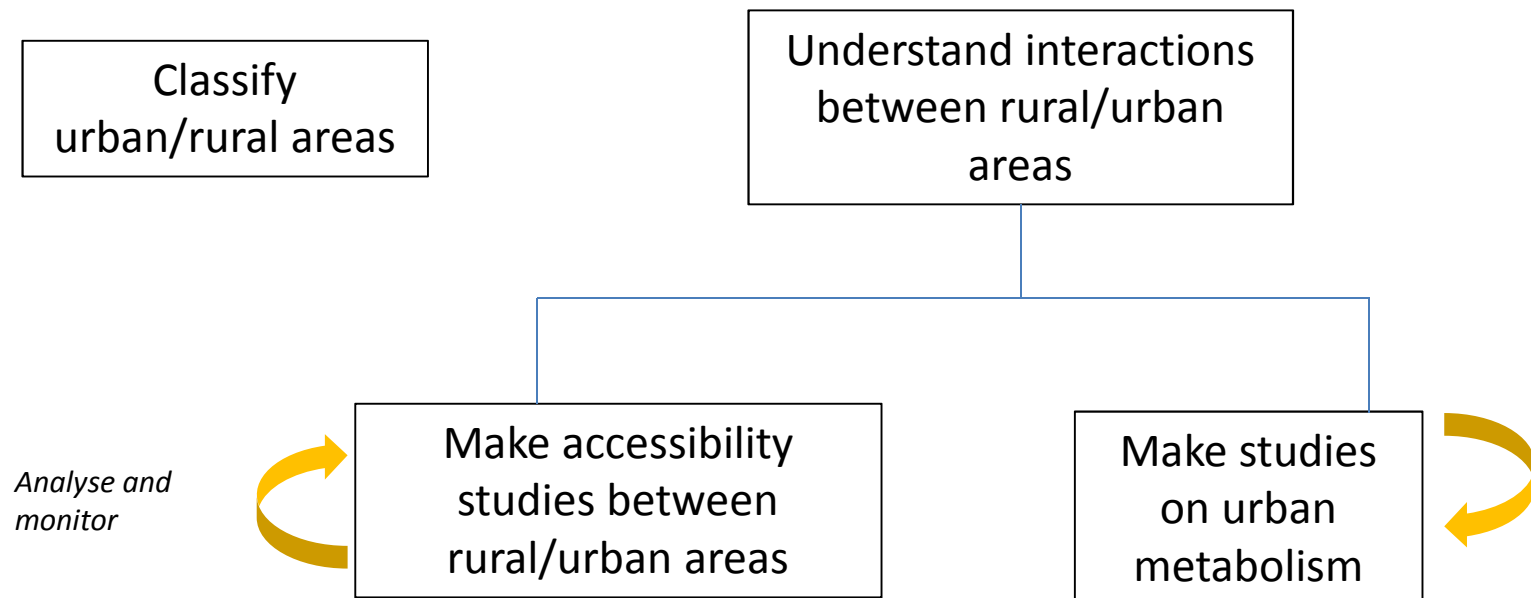 Classify
urban/rural areas
Understand interactions
between rural/urban
areas
Analyse and
monitor
Make accessibility
studies between
rural/urban areas
Make studies
on urban
metabolism